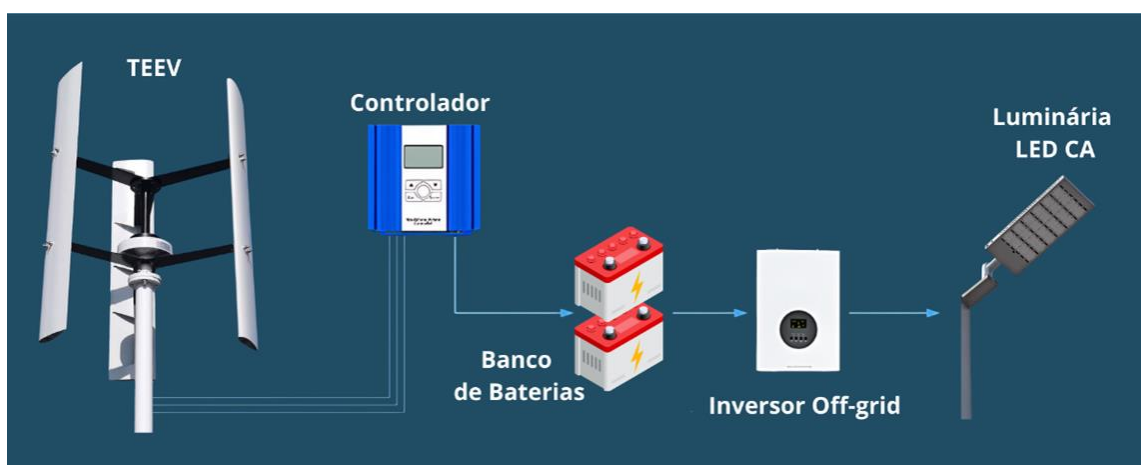 TEEV
Controlador
Luminária
LED CA
Banco
de Baterias
Inversor Off-grid